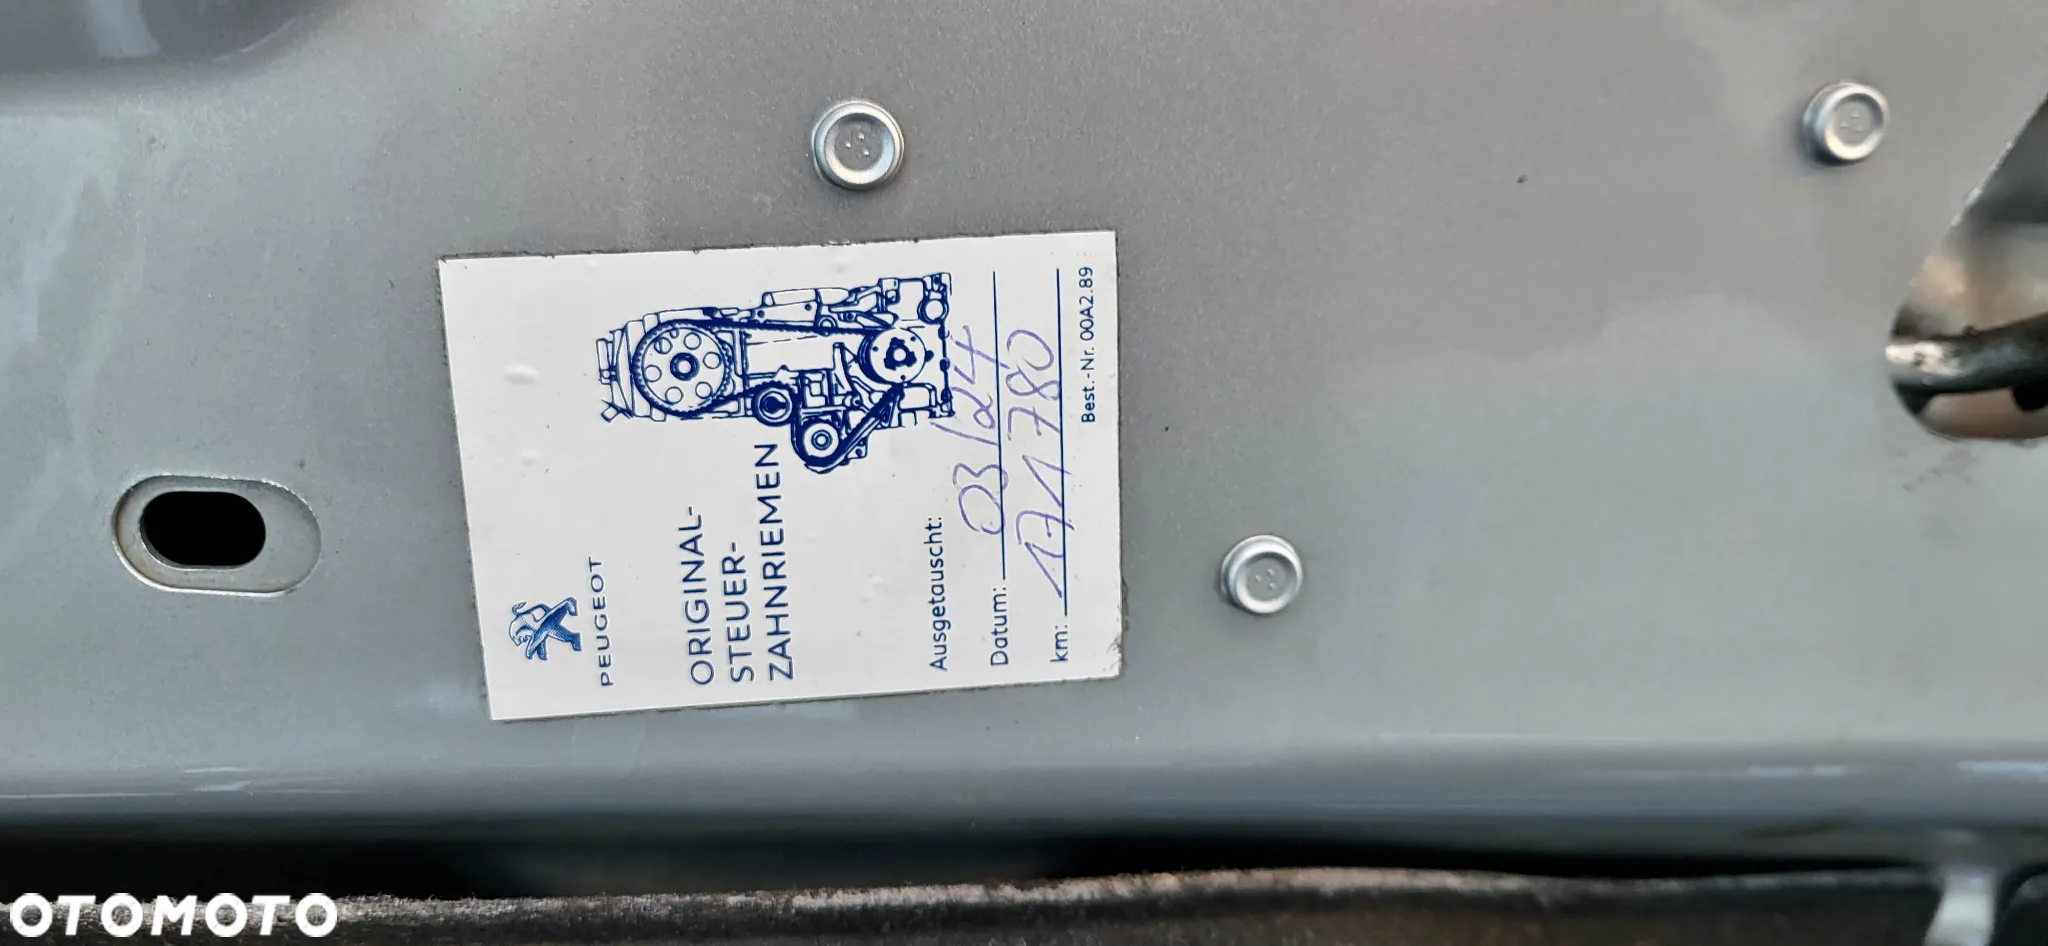 PEUGEOT
ORIGINAL-
STEUER-
ZAHNRIEMEN
Ausgetauscht:
Datum: 03/24
km: 171780
Best.-Nr. 00A2.89
OTOMOTO